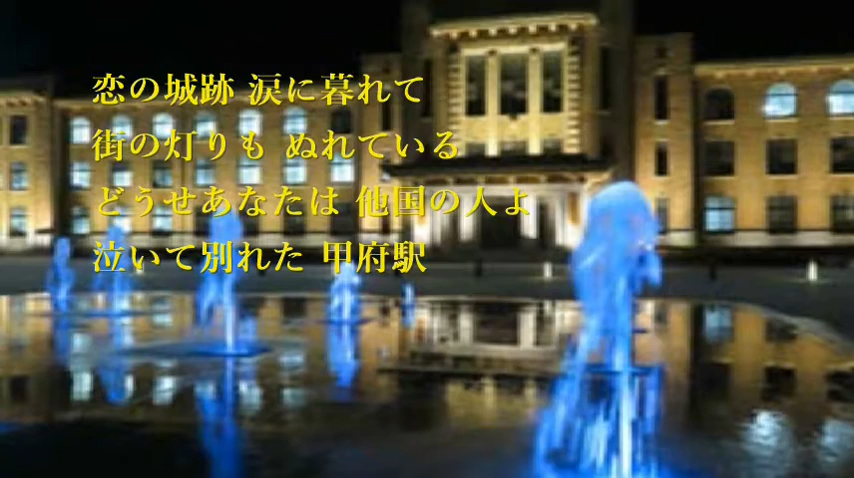 恋の城跡 涙に暮れて
街の灯りも ぬれている
どうせあなたは 他国の人よ
泣いて別れた 甲府駅